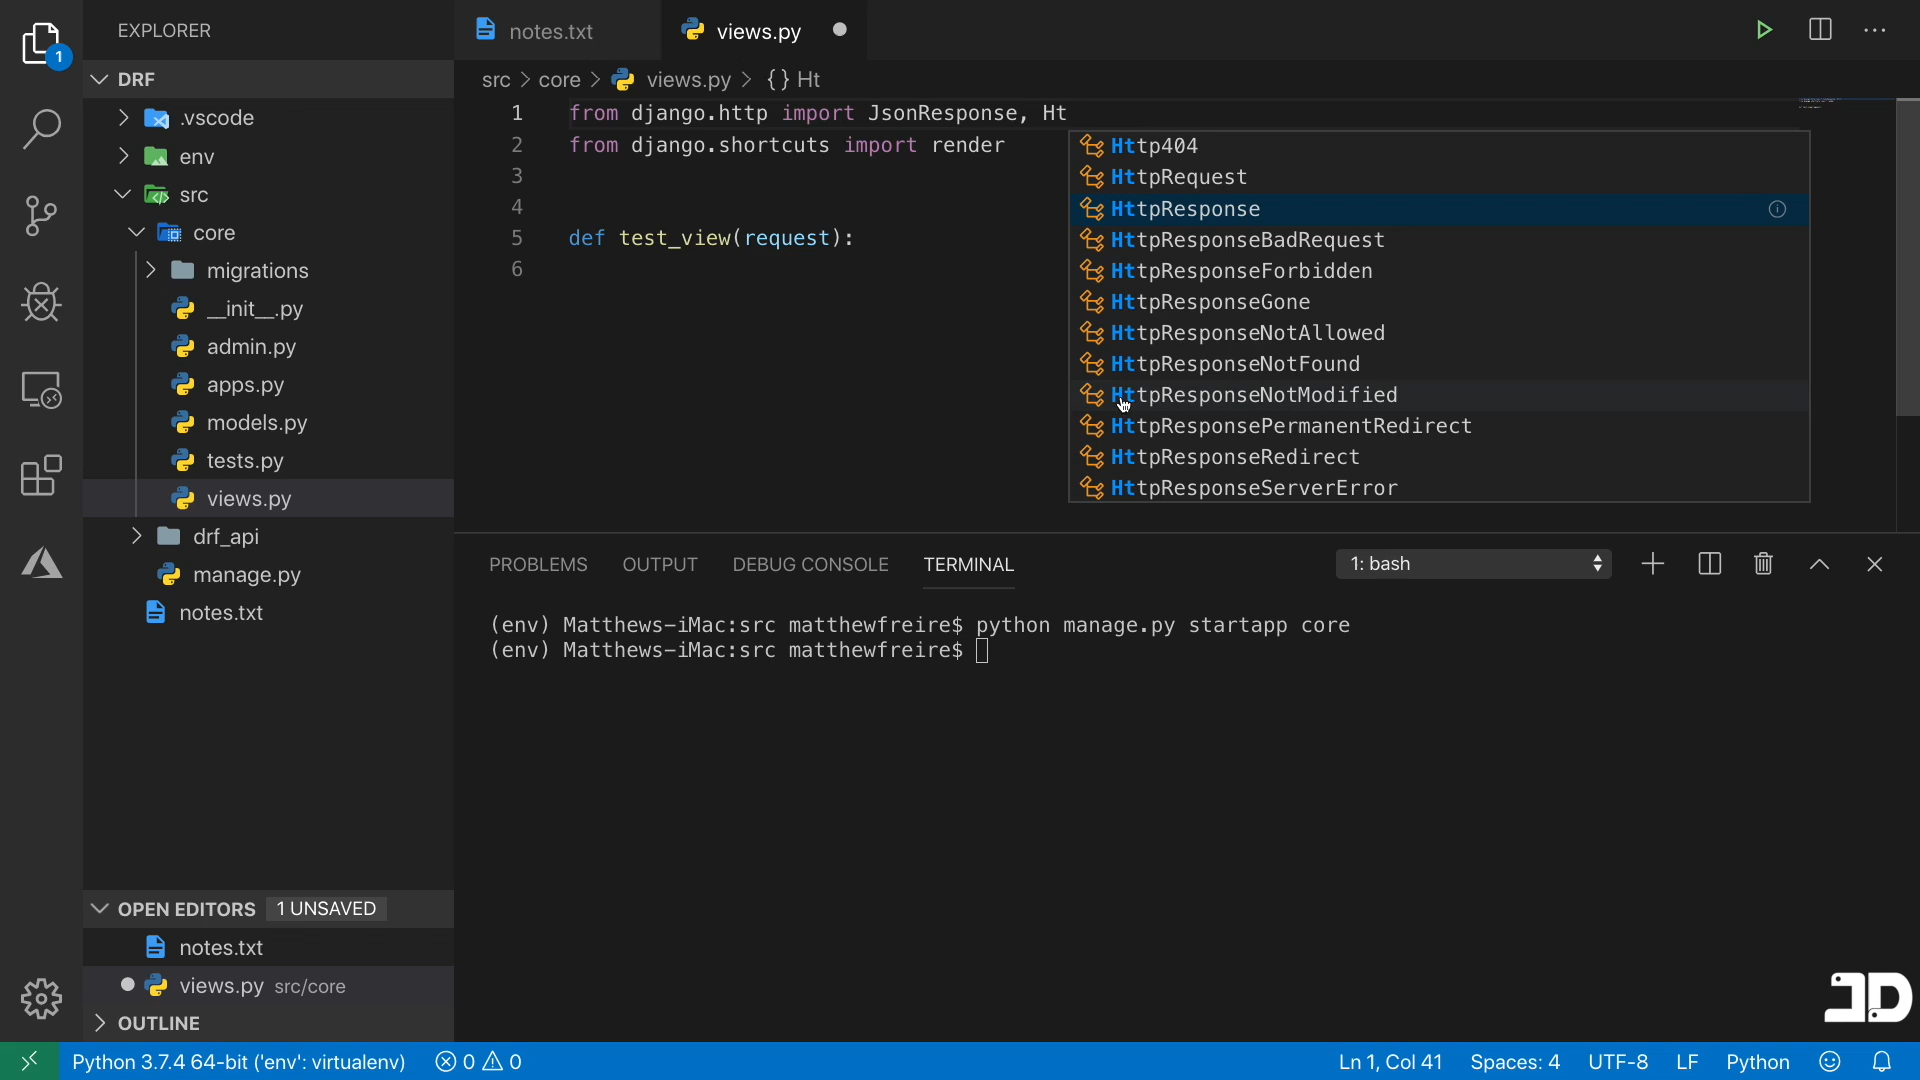 1
EXPLORER
DRF
.vscode
env
src
core
migrations
__init__.py
admin.py
apps.py
models.py
tests.py
views.py
drf_api
manage.py
notes.txt
OPEN EDITORS 1 UNSAVED
notes.txt
views.py src/core
OUTLINE
notes.txt views.py
src > core > views.py > {} Ht
1 from django.http import JsonResponse, Ht
2 from django.shortcuts import render
3
4
5 def test_view(request):
6
Http404
HttpRequest
HttpResponse
HttpResponseBadRequest
HttpResponseForbidden
HttpResponseGone
HttpResponseNotAllowed
HttpResponseNotFound
HttpResponseNotModified
HttpResponsePermanentRedirect
HttpResponseRedirect
HttpResponseServerError
PROBLEMS OUTPUT DEBUG CONSOLE TERMINAL 1: bash
(env) Matthews-iMac:src matthewfreire$ python manage.py startapp core
(env) Matthews-iMac:src matthewfreire$
JD
Python 3.7.4 64-bit ('env': virtualenv) 0 0 Ln 1, Col 41 Spaces: 4 UTF-8 LF Python